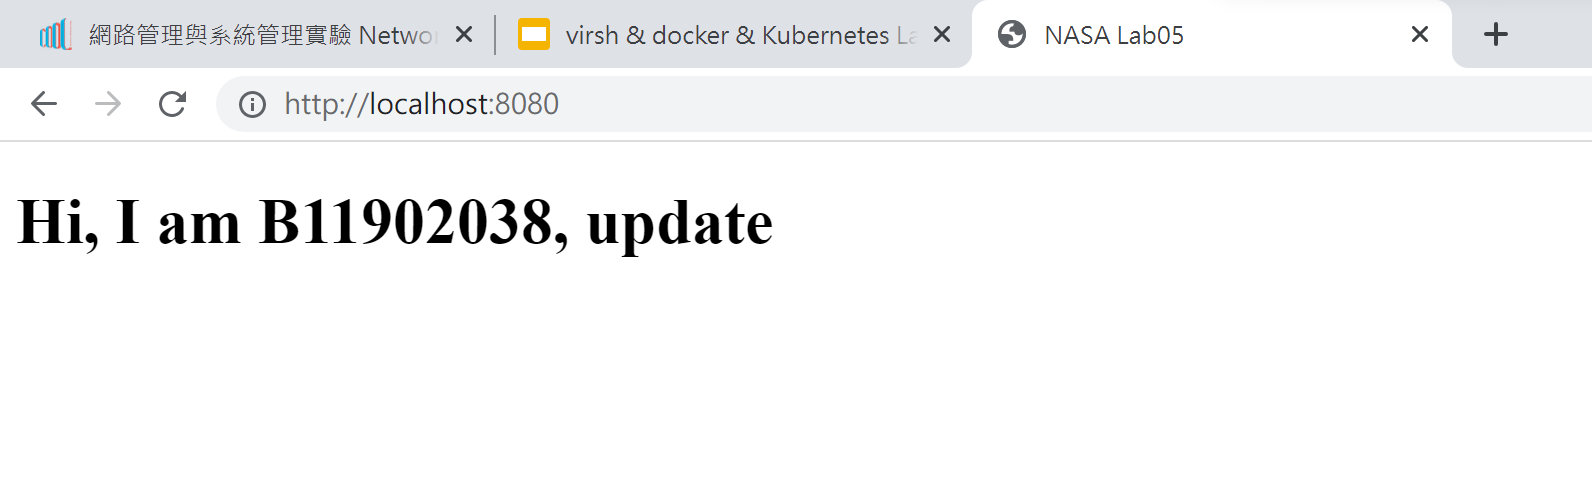 網路管理與系統管理實驗 Networ
virsh & docker & Kubernetes La
NASA Lab05
http://localhost:8080
Hi, I am B11902038, update